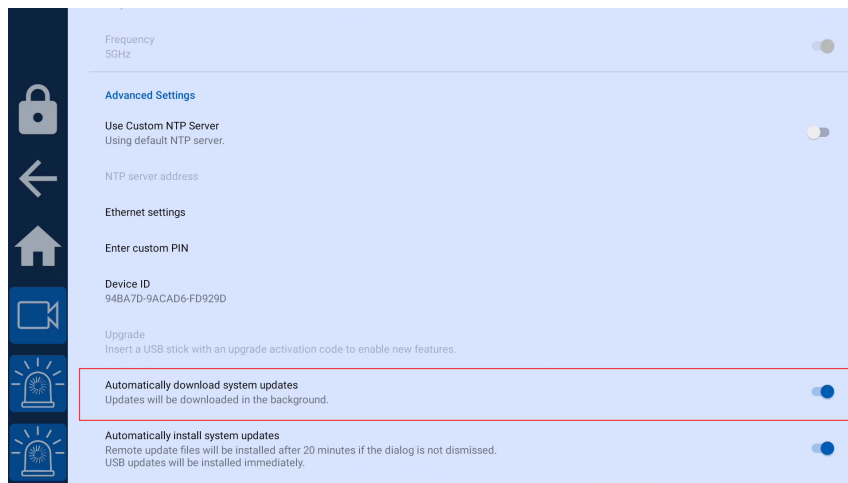 Frequency
5GHz
Advanced Settings
Use Custom NTP Server
Using default NTP server.
NTP server address
Ethernet settings
Enter custom PIN
Device ID
94BA7D-9ACAD6-FD929D
Upgrade
Insert a USB stick with an upgrade activation code to enable new features.
Automatically download system updates
Updates will be downloaded in the background.
Automatically install system updates
Remote update files will be installed after 20 minutes if the dialog is not dismissed.
USB updates will be installed immediately.